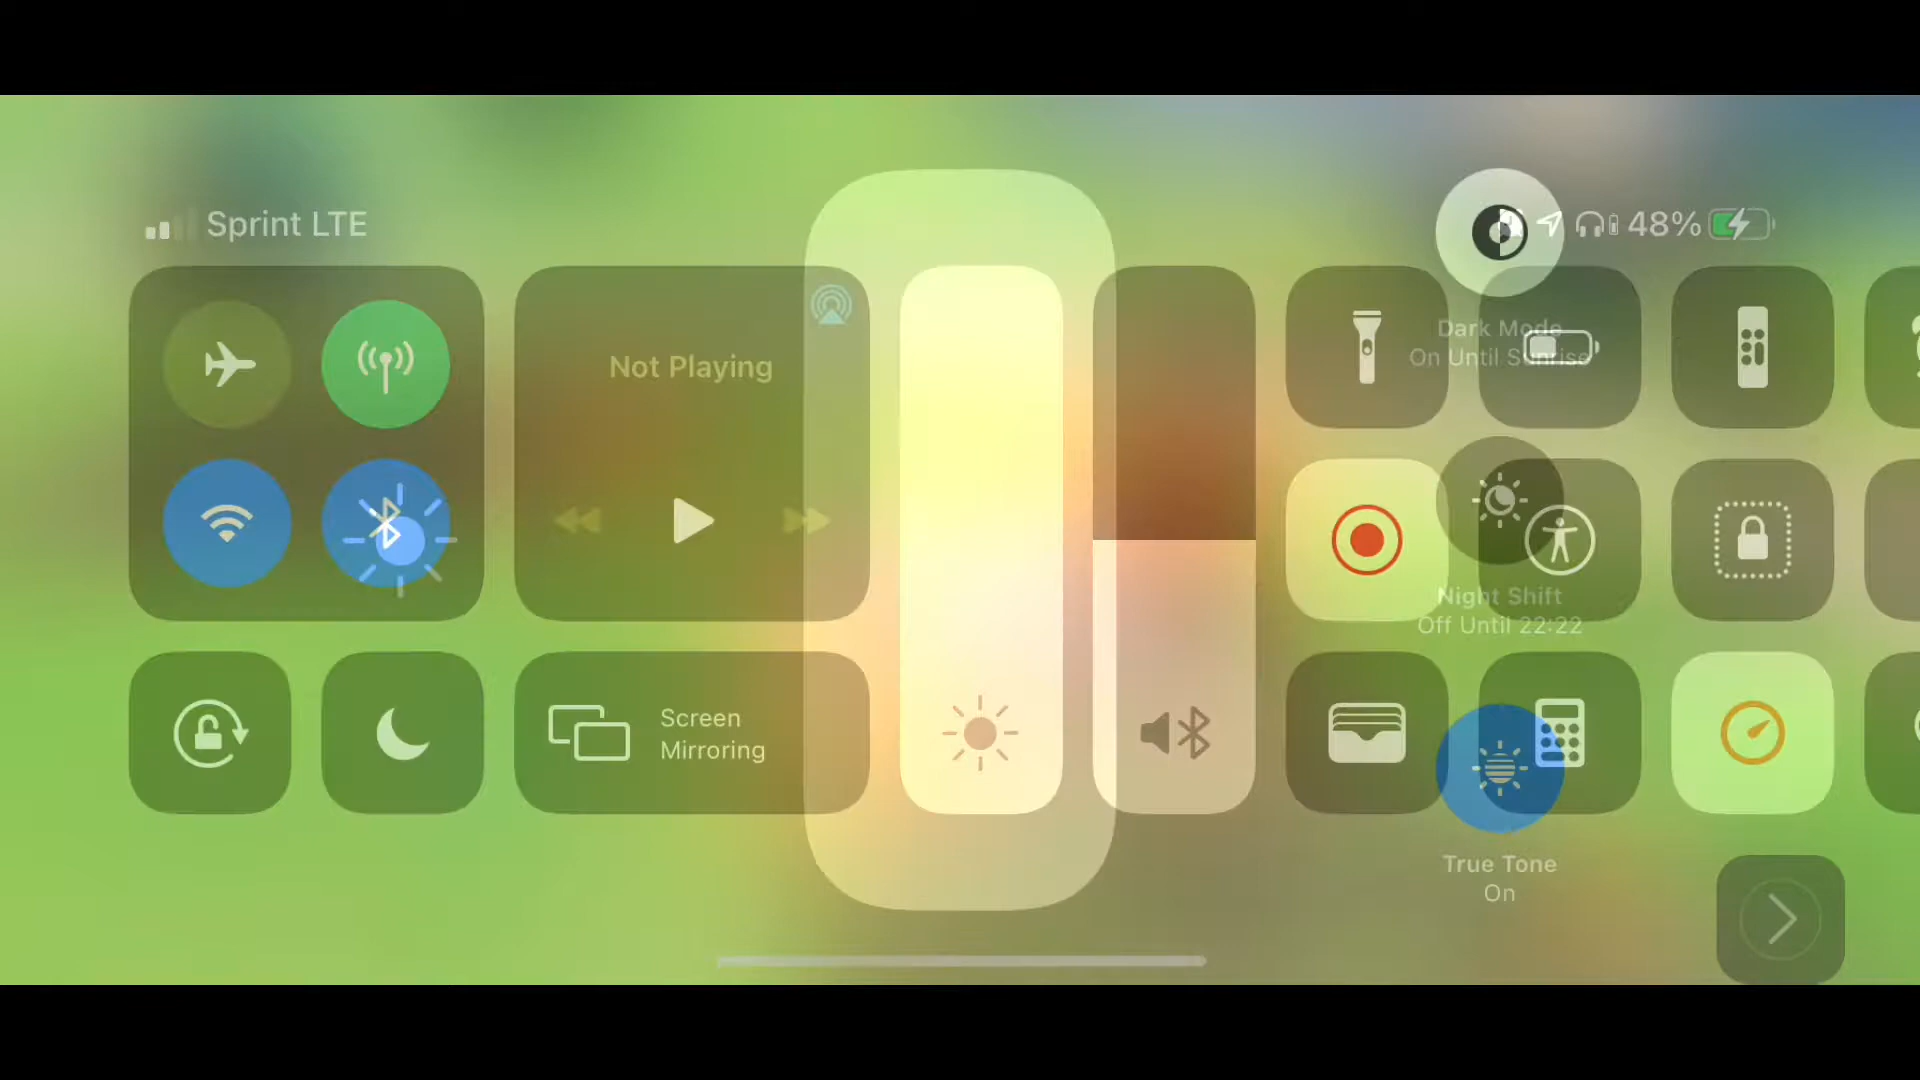 Sprint LTE
48%
Not Playing
Dark Mode
On Until Sunrise
Night Shift
Off Until 22:22
Screen
Mirroring
True Tone
On